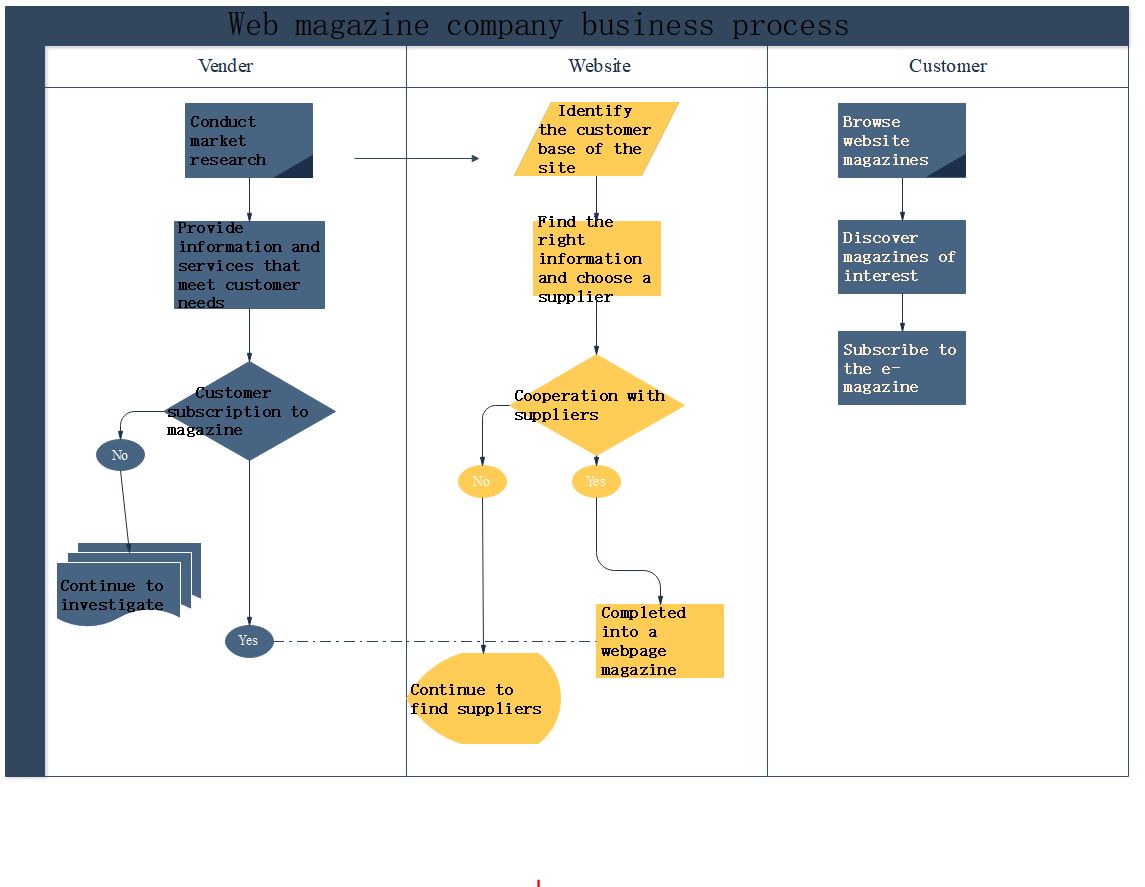 Web magazine company business process
Vender
Website
Customer
Conduct
market
research
Provide
information and
services that
meet customer
needs
Customer
subscription to
magazine
No
Continue to
investigate
Yes
Identify
the customer
base of the
site
Find the
right
information
and choose a
supplier
Cooperation with
suppliers
No
Yes
Completed
into a
webpage
magazine
Continue to
find suppliers
Browse
website
magazines
Discover
magazines of
interest
Subscribe to
the e-
magazine